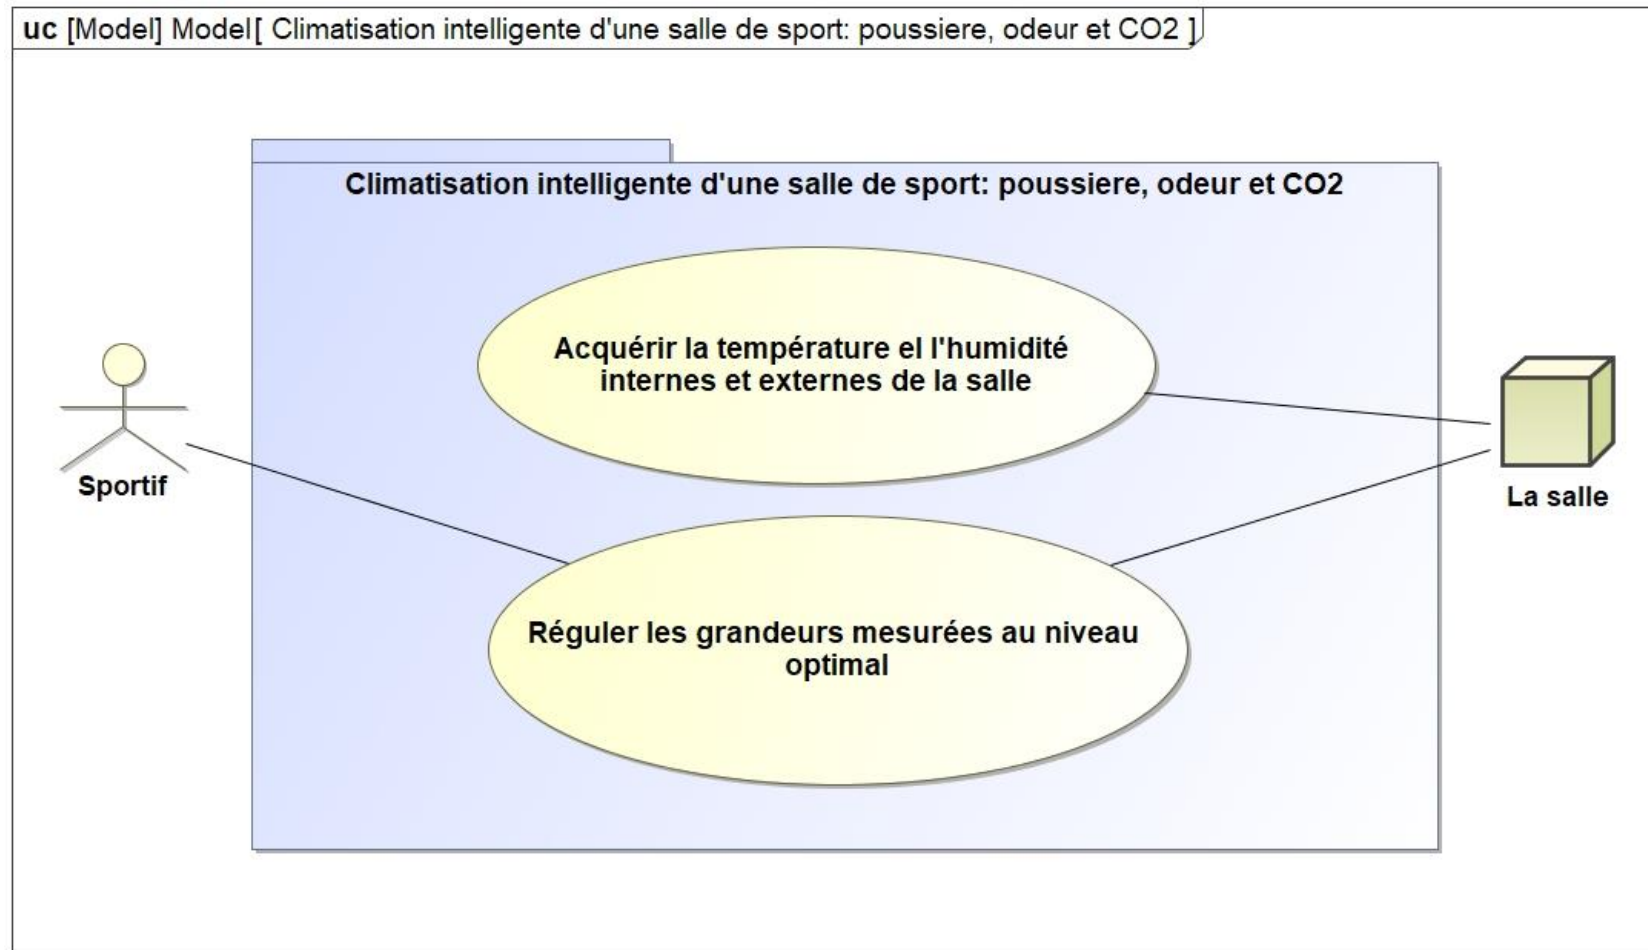 uc [Model] Model[ Climatisation intelligente d'une salle de sport: poussiere, odeur et CO2 ]
Climatisation intelligente d'une salle de sport: poussiere, odeur et CO2
Acquérir la température el l'humidité
internes et externes de la salle
Sportif
La salle
Réguler les grandeurs mesurées au niveau
optimal